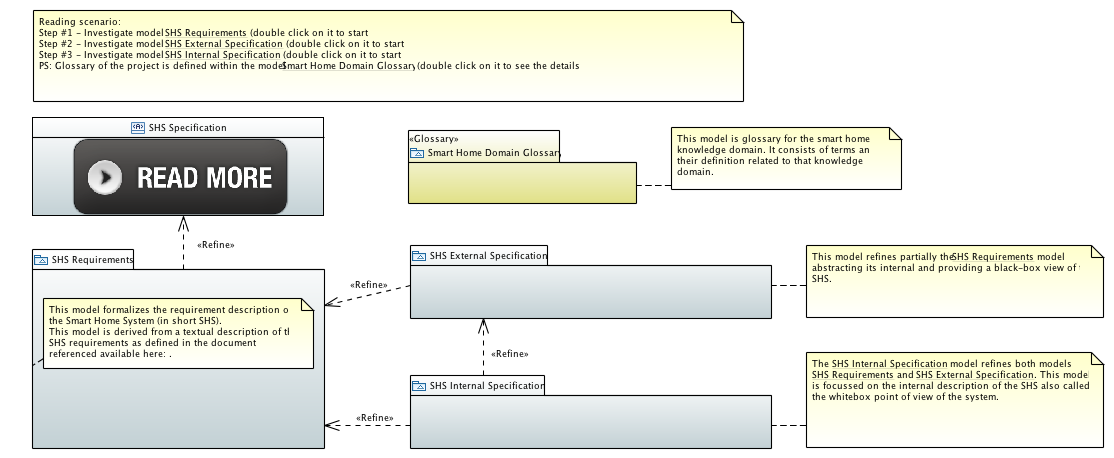 Reading scenario:
Step #1 - Investigate model SHS Requirements (double click on it to start
Step #2 - Investigate model SHS External Specification (double click on it to start
Step #3 - Investigate model SHS Internal Specification (double click on it to start
PS: Glossary of the project is defined within the model Smart Home Domain Glossary (double click on it to see the details
SHS Specification
READ MORE
«Glossary»
Smart Home Domain Glossary
This model is glossary for the smart home
knowledge domain. It consists of terms an
their definition related to that knowledge
domain.
«Refine»
SHS Requirements
This model formalizes the requirement description o
the Smart Home System (in short SHS).
This model is derived from a textual description of tl
SHS requirements as defined in the document
referenced available here: .
«Refine»
SHS External Specification
This model refines partially the SHS Requirements model
abstracting its internal and providing a black-box view of
SHS.
«Refine»
SHS Internal Specification
«Refine»
The SHS Internal Specification model refines both models
SHS Requirements and SHS External Specification. This model
is focussed on the internal description of the SHS also called
the whitebox point of view of the system.